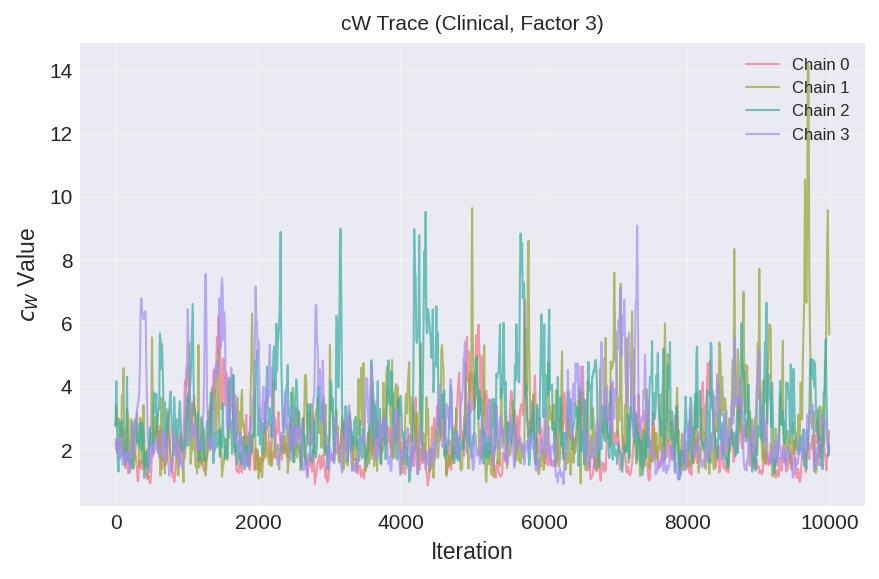 cW Trace (Clinical, Factor 3)
Chain 0
Chain 1
Chain 2
Chain 3
14
12
10
8
6
4
2
c_W Value
0 2000 4000 6000 8000 10000
Iteration